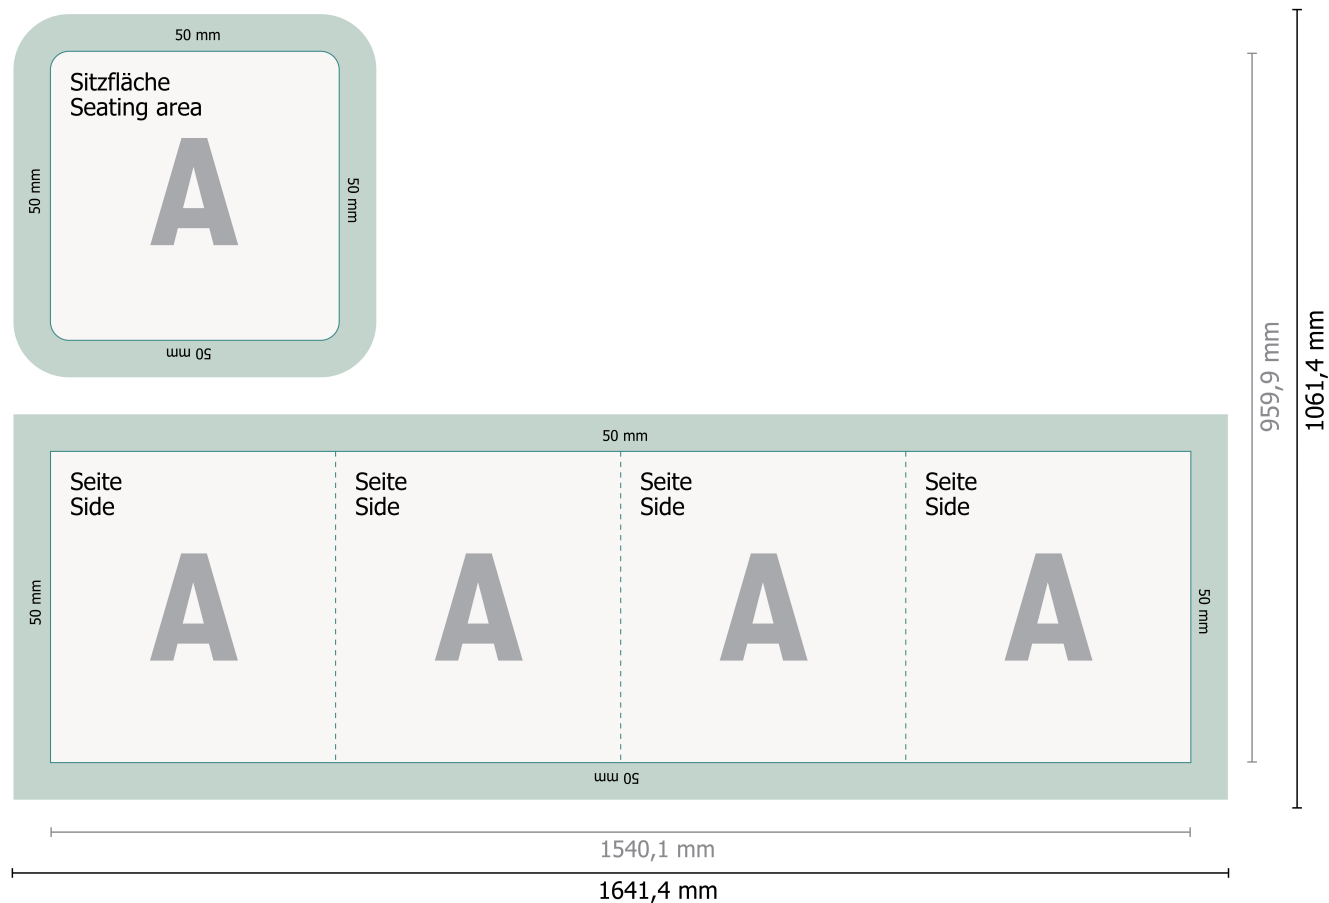 50 mm
Sitzfläche
Seating area
A
50 mm
50 mm
50 mm
959,9 mm
1061,4 mm
50 mm
Seite
Side
Seite
Side
Seite
Side
Seite
Side
A
A
A
A
50 mm
50 mm
50 mm
1540,1 mm
1641,4 mm